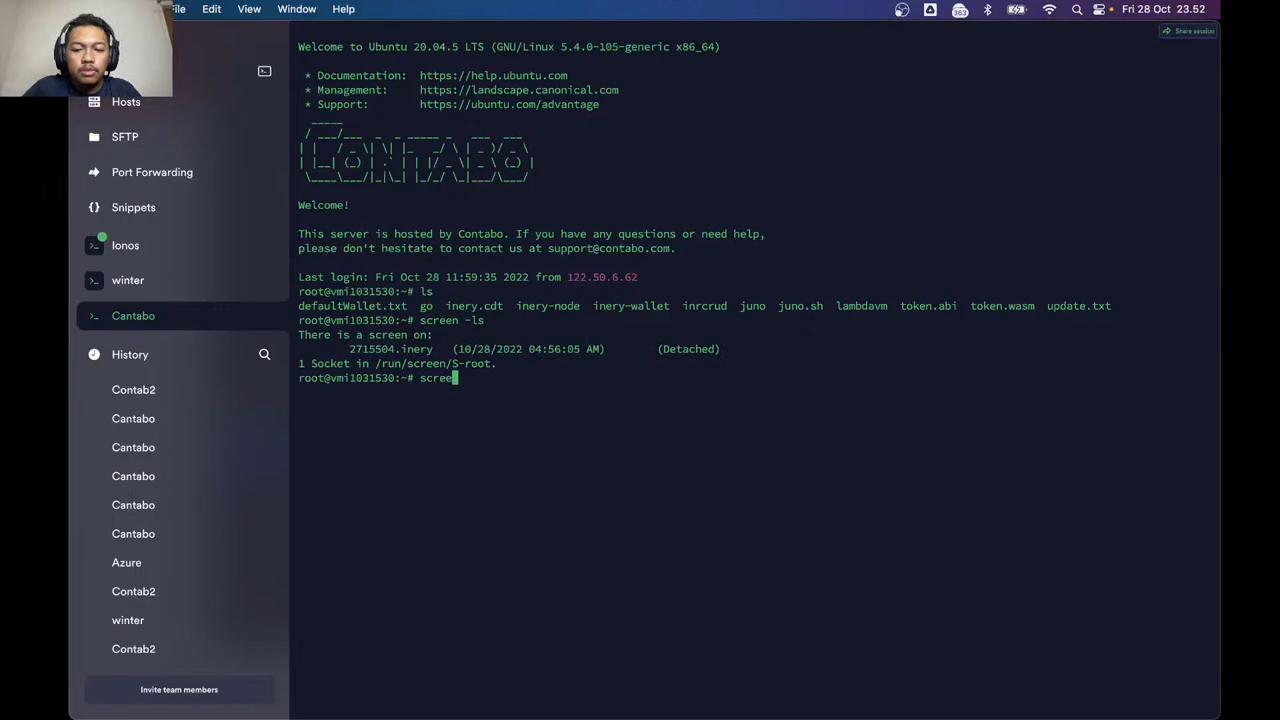 File Edit View Window Help
363 Fri 28 Oct 23.52
Share session
Hosts
SFTP
Port Forwarding
Snippets
Ionos
winter
Cantabo
History
Contab2
Cantabo
Cantabo
Cantabo
Cantabo
Cantabo
Azure
Contab2
winter
Contab2
Invite team members
Welcome to Ubuntu 20.04.5 LTS (GNU/Linux 5.4.0-105-generic x86_64)
* Documentation: https://help.ubuntu.com
* Management: https://landscape.canonical.com
* Support: https://ubuntu.com/advantage
CONTABO
Welcome!
This server is hosted by Contabo. If you have any questions or need help,
please don't hesitate to contact us at support@contabo.com.
Last login: Fri Oct 28 11:59:35 2022 from 122.50.6.62
root@vmi1031530:~# ls
defaultWallet.txt go inery.cdt inery-node inery-wallet inrcrud juno juno.sh lambdavm token.abi token.wasm update.txt
root@vmi1031530:~# screen -ls
There is a screen on:
2715504.inery (10/28/2022 04:56:05 AM) (Detached)
1 Socket in /run/screen/S-root.
root@vmi1031530:~# scree